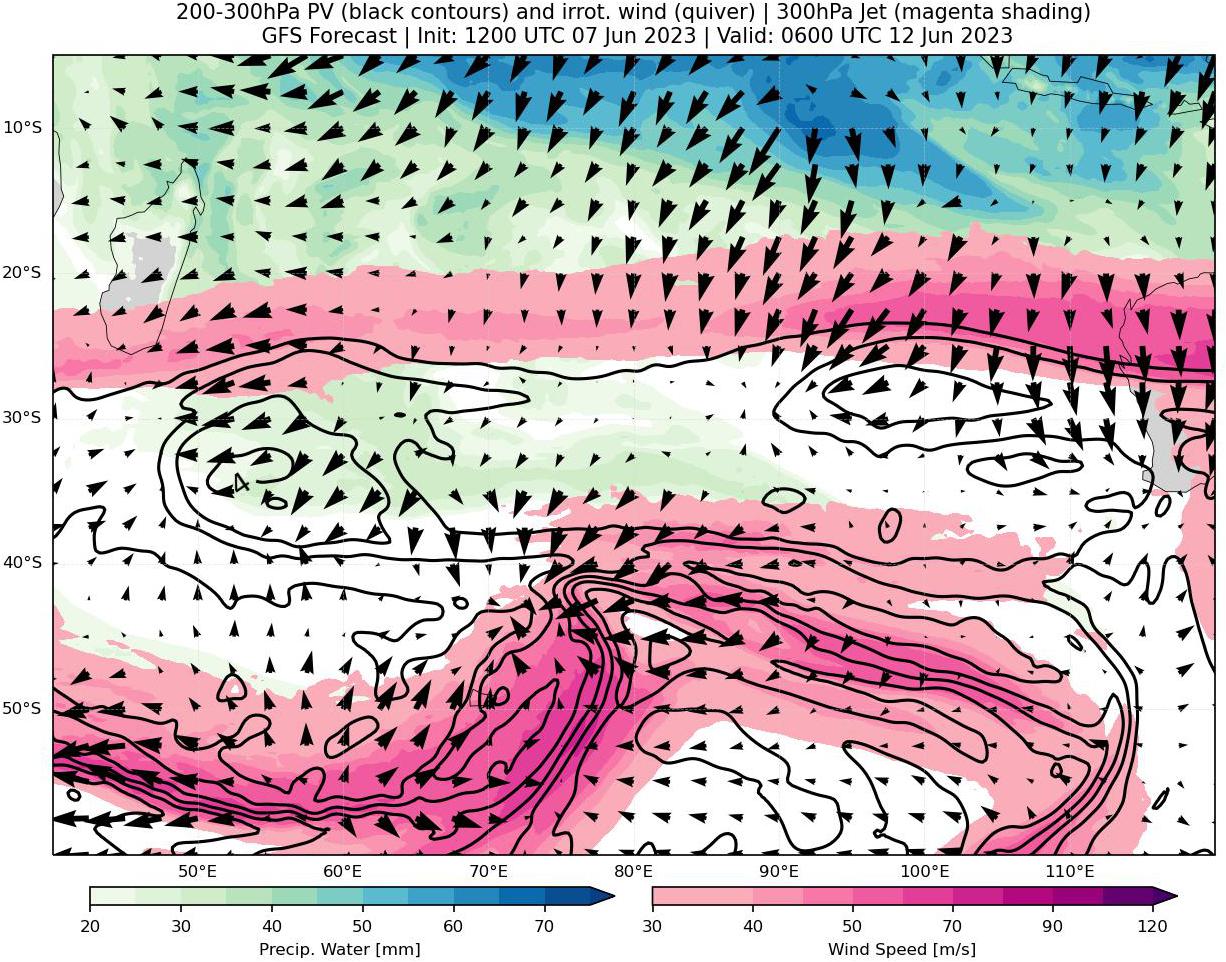 200-300hPa PV (black contours) and irrot. wind (quiver) | 300hPa Jet (magenta shading)
GFS Forecast | Init: 1200 UTC 07 Jun 2023 | Valid: 0600 UTC 12 Jun 2023
10°S
20°S
30°S
4
40°S
50°S
50°E 60°E 70°E 80°E 90°E 100°E 110°E
20 30 40 50 60 70 30 40 50 70 90 120
Precip. Water [mm] Wind Speed [m/s]